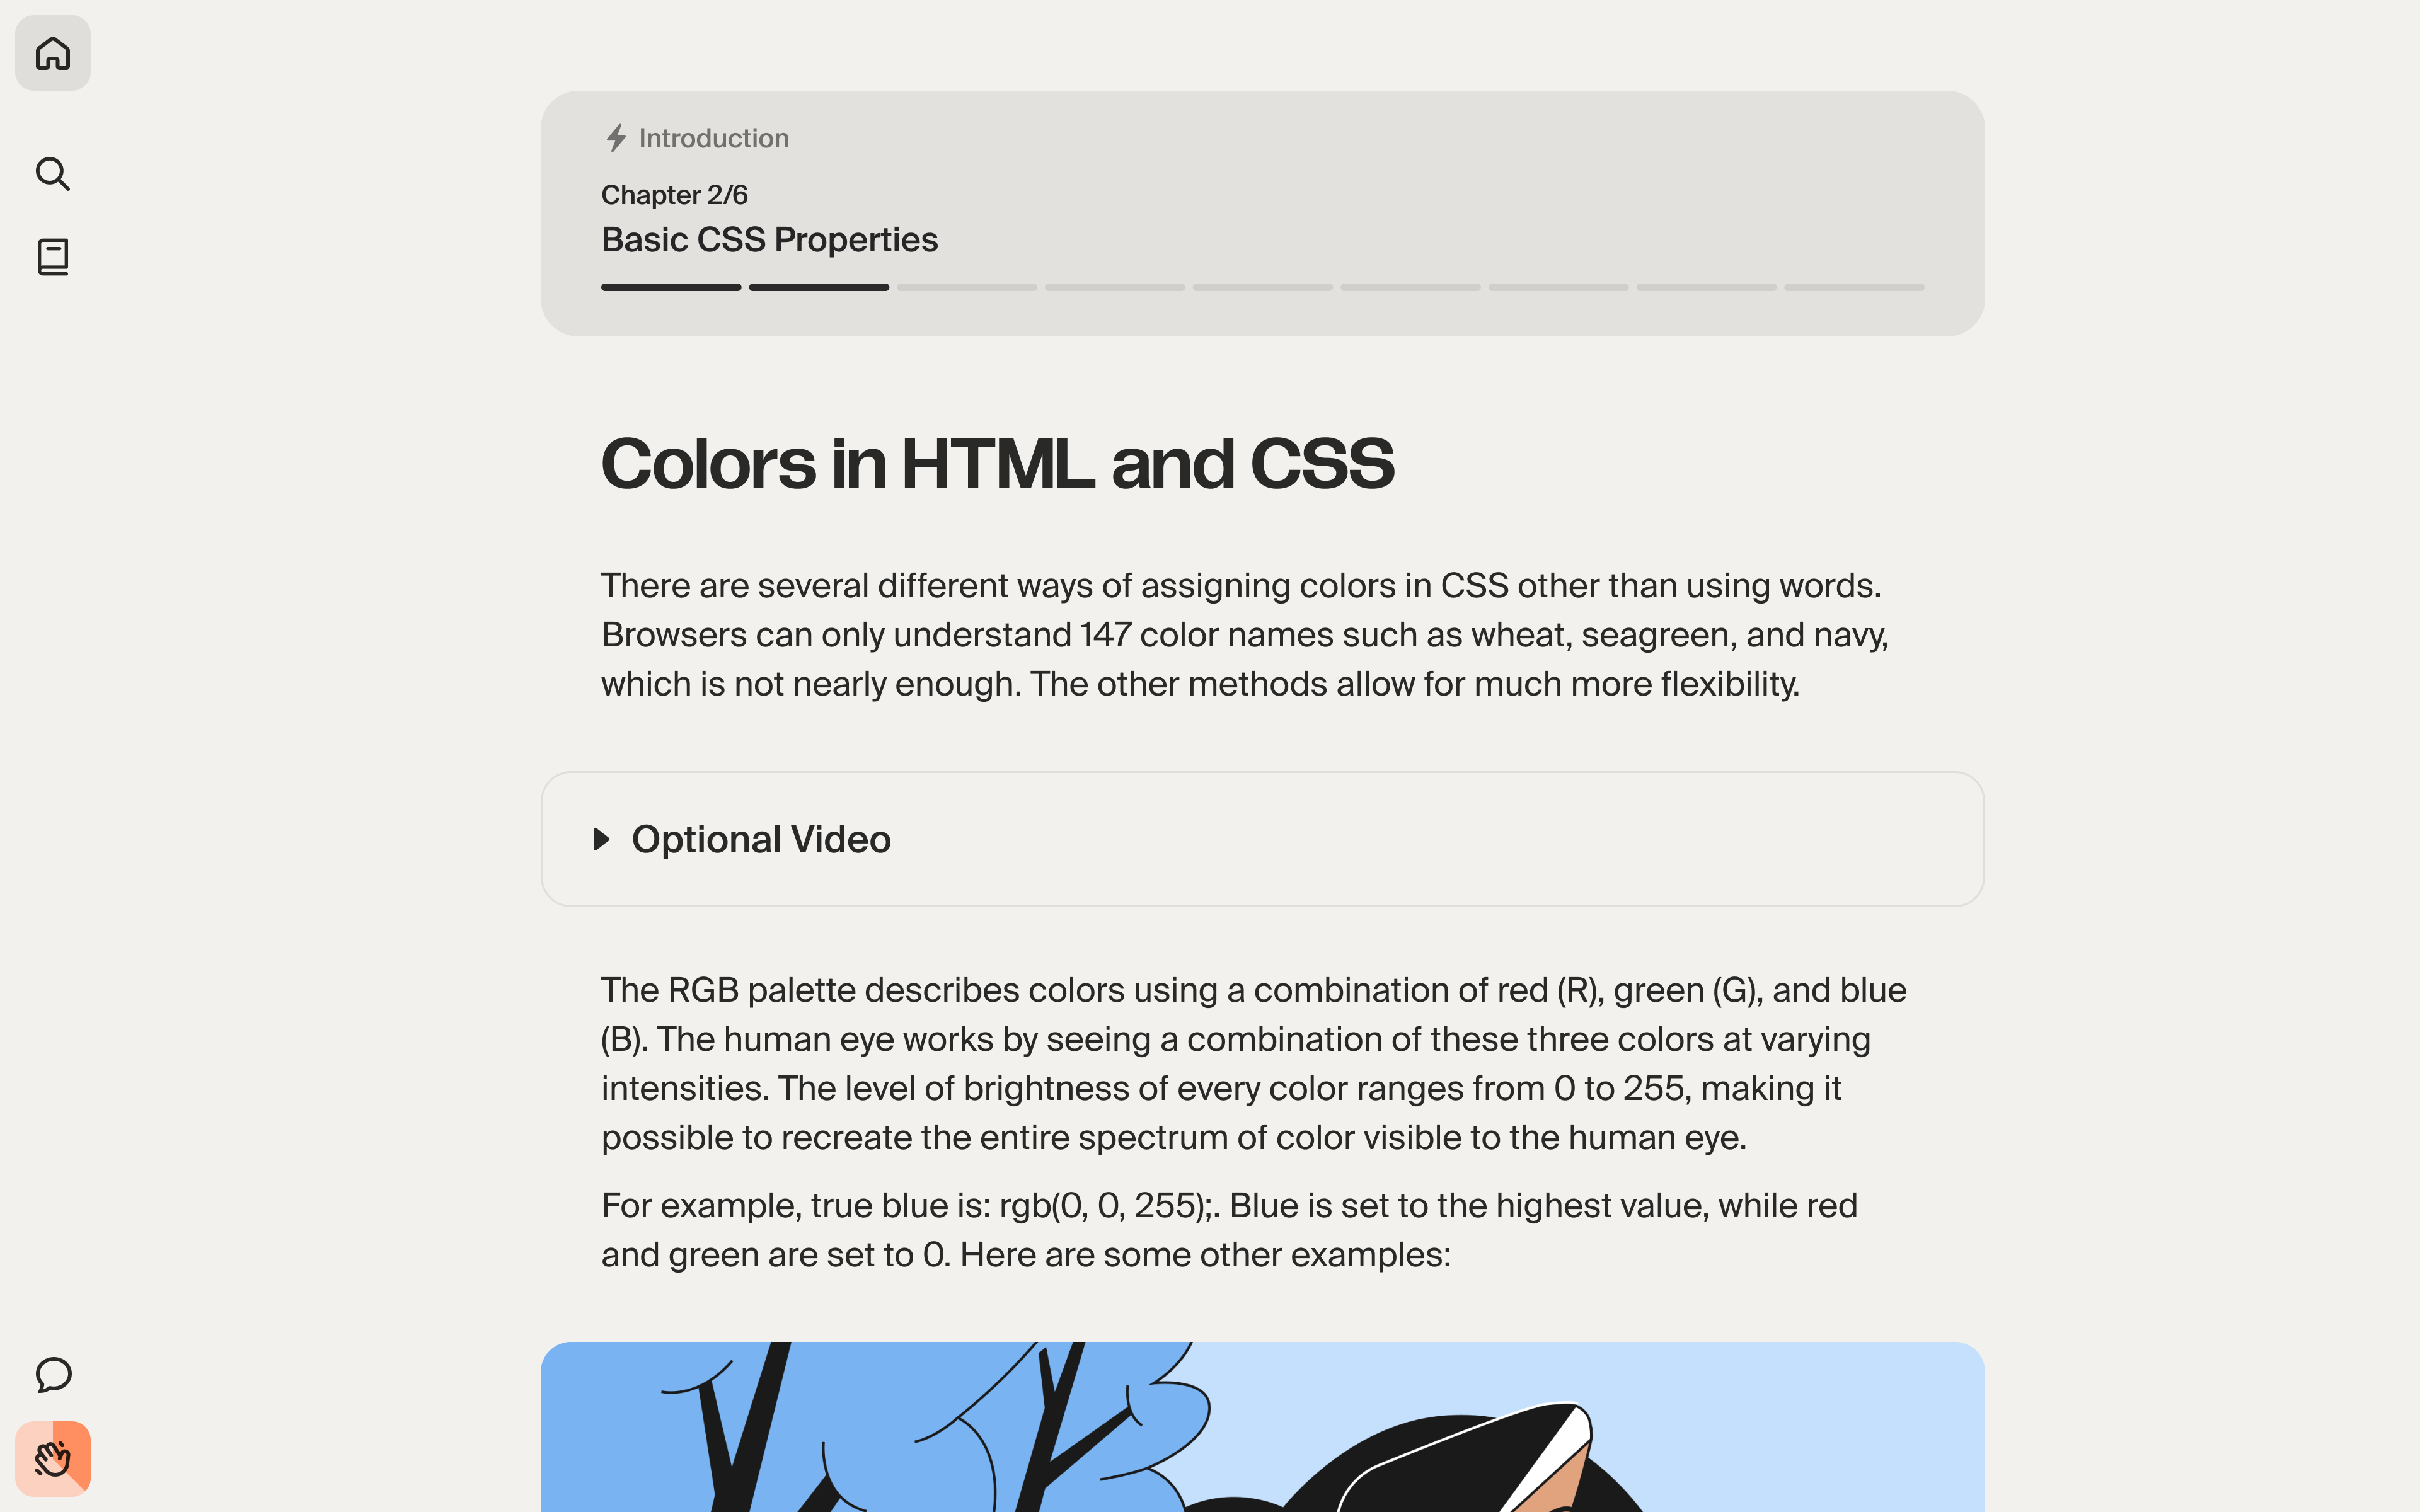 Introduction
Chapter 2/6
Basic CSS Properties
Colors in HTML and CSS
There are several different ways of assigning colors in CSS other than using words.
Browsers can only understand 147 color names such as wheat, seagreen, and navy,
which is not nearly enough. The other methods allow for much more flexibility.
Optional Video
The RGB palette describes colors using a combination of red (R), green (G), and blue
(B). The human eye works by seeing a combination of these three colors at varying
intensities. The level of brightness of every color ranges from 0 to 255, making it
possible to recreate the entire spectrum of color visible to the human eye.
For example, true blue is: rgb(0, 0, 255);. Blue is set to the highest value, while red
and green are set to 0. Here are some other examples: